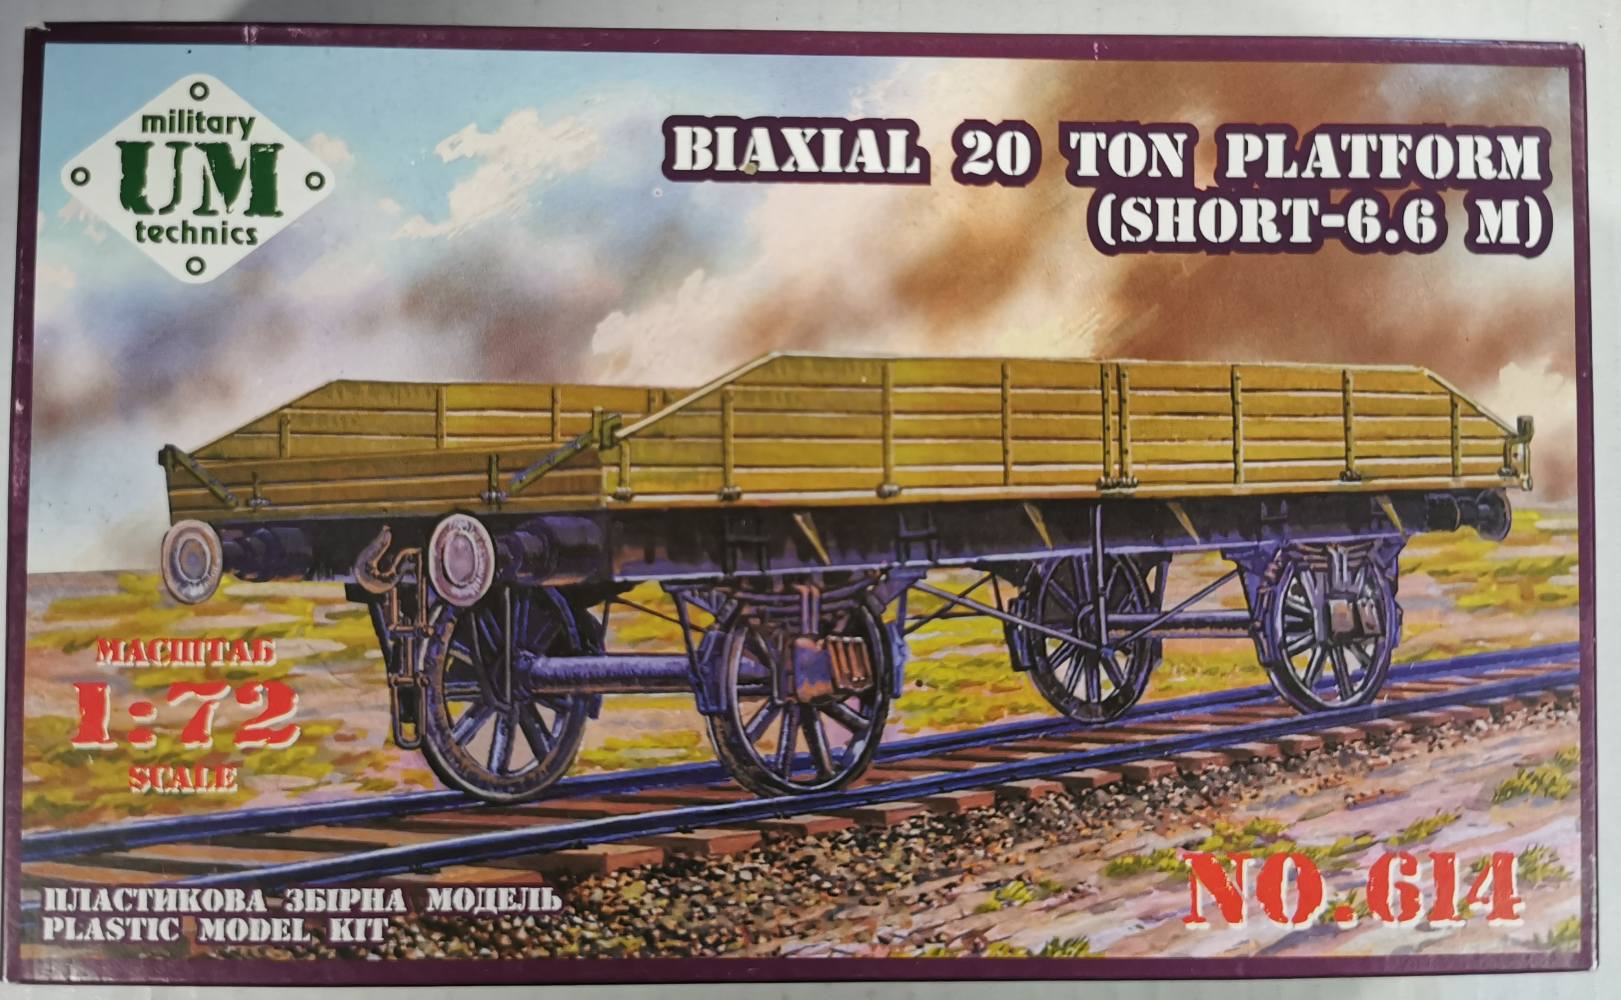 military
UM
technics
BIAXIAL 20 TON PLATFORM
(SHORT-6.6 M)
МАСШТАБ
1:72
SCALE
ПЛАСТИКОВА ЗБІРНА МОДЕЛЬ
PLASTIC MODEL KIT
NO.614